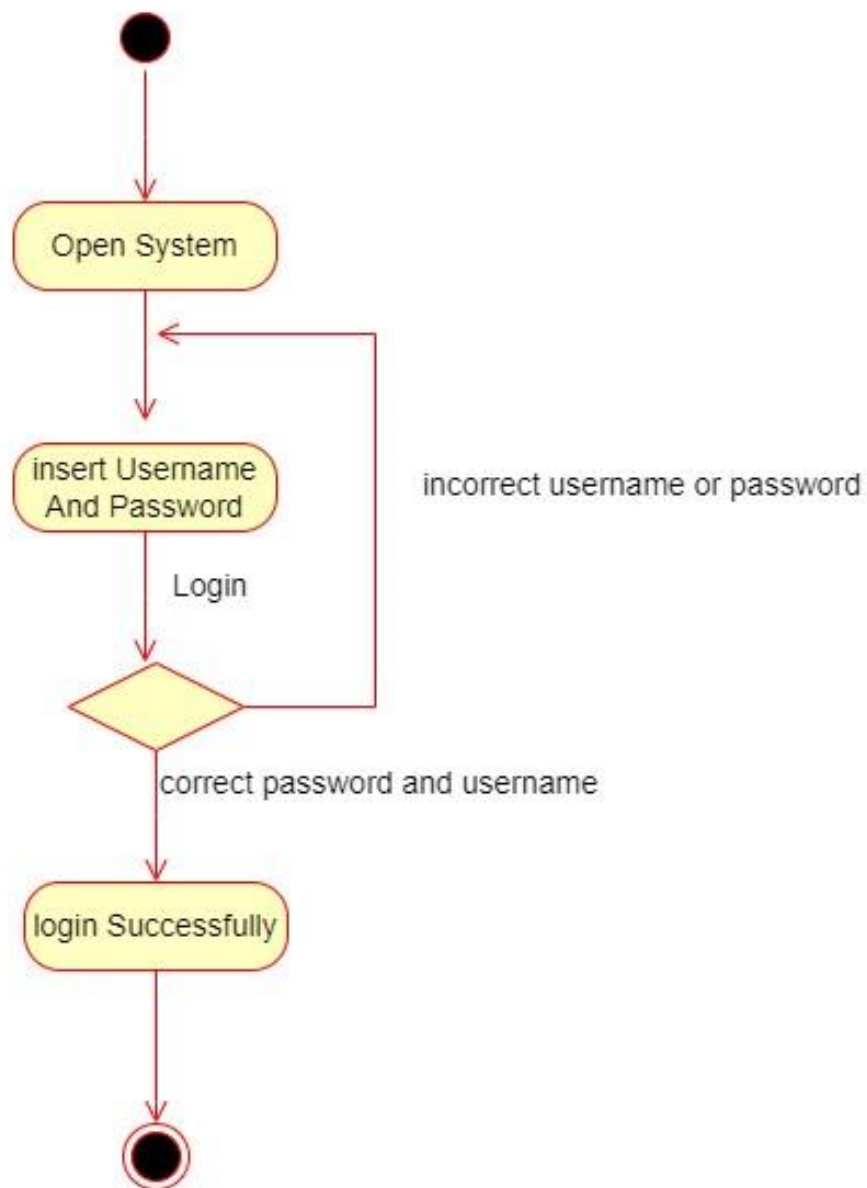 Open System
insert Username
And Password
incorrect username or password
Login
correct password and username
login Successfully